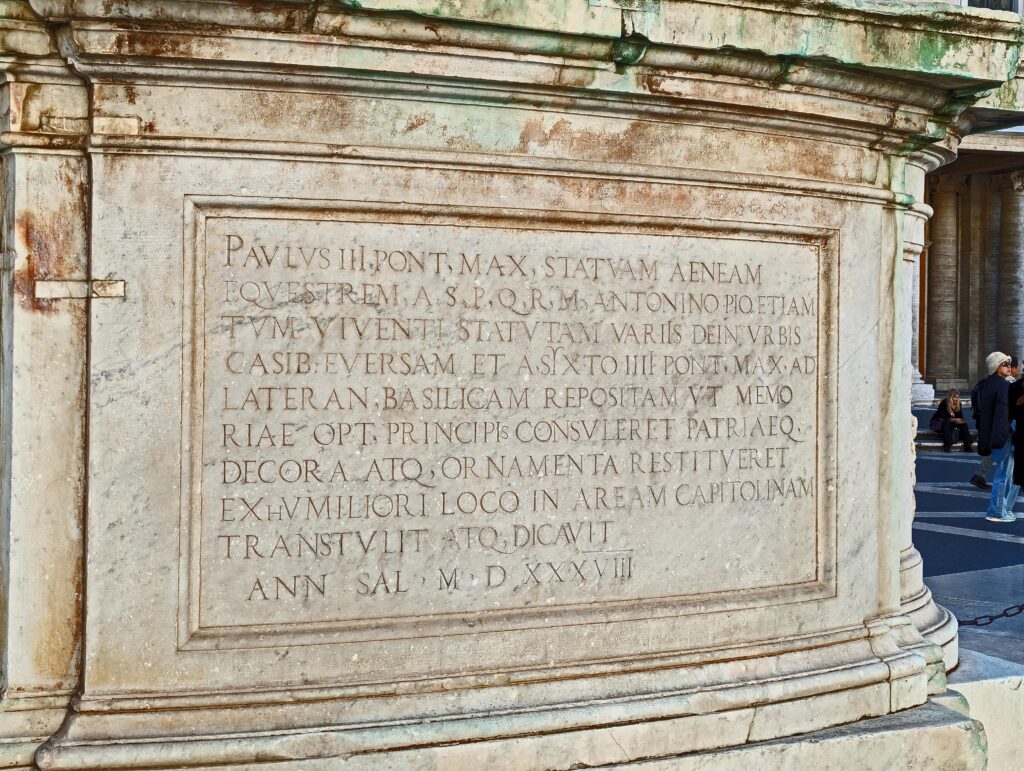 PAVLVS III PONT, MAX, STATVAM AENEAM
EQVESTREM, A, S, P, Q, R, M, ANTONINO PIO, ETIAM
TVM VIVENTI STATVTAM VARIIS DEIN VRBIS
CASIB, EVERSAM ET A, SIXTO IIII PONT, MAX, AD
LATERAN, BASILICAM REPOSITAM VT MEMO
RIAE OPT, PRINCIPIS CONSVLERET PATRIAEQ,
DECORA ATQ, ORNAMENTA RESTITVERET
EX HVMILIORI LOCO IN AREAM CAPITOLINAM
TRANSTVLIT ATQ, DICAVIT
ANN SAL, M, D XXXVIII